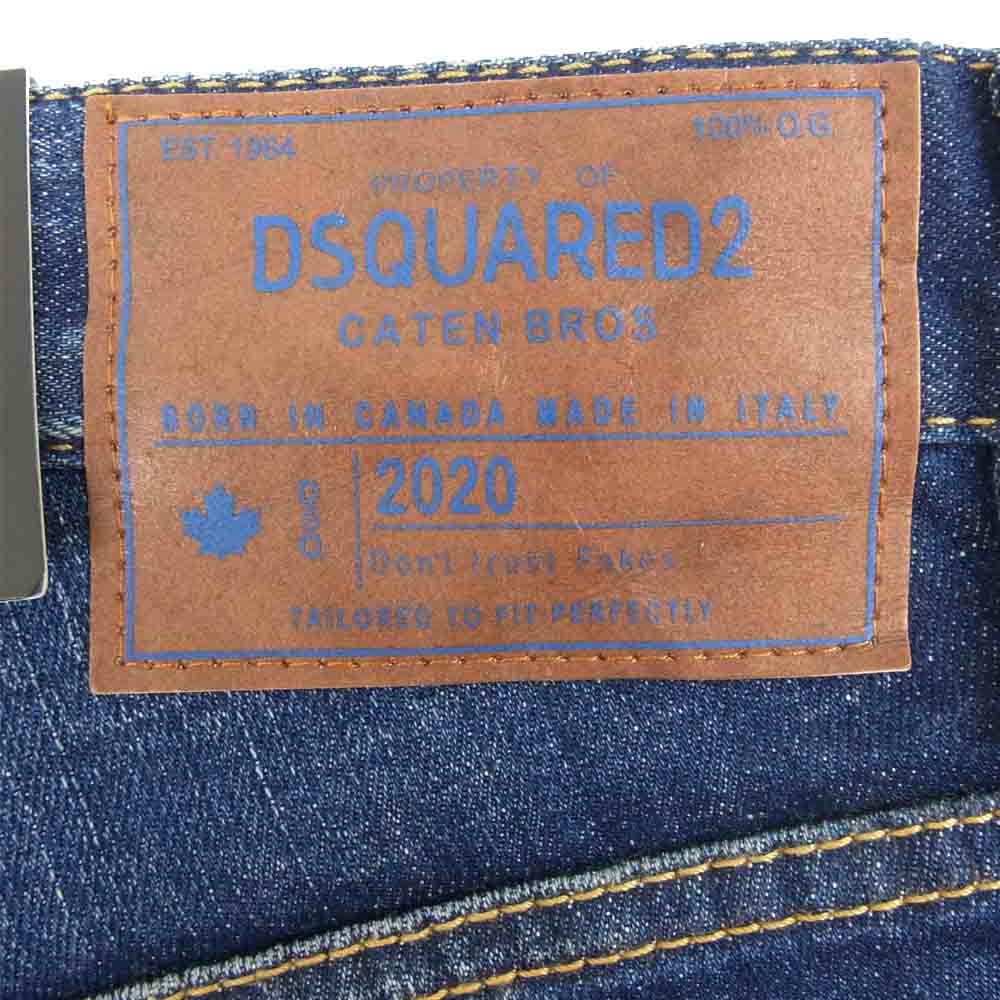 EST 1964
100% O.G.
PROPERTY OF
DSQUARED2
CATEN BROS
BORN IN CANADA MADE IN ITALY
DSQ
2020
Don't trust Fakes
TAILORED TO FIT PERFECTLY